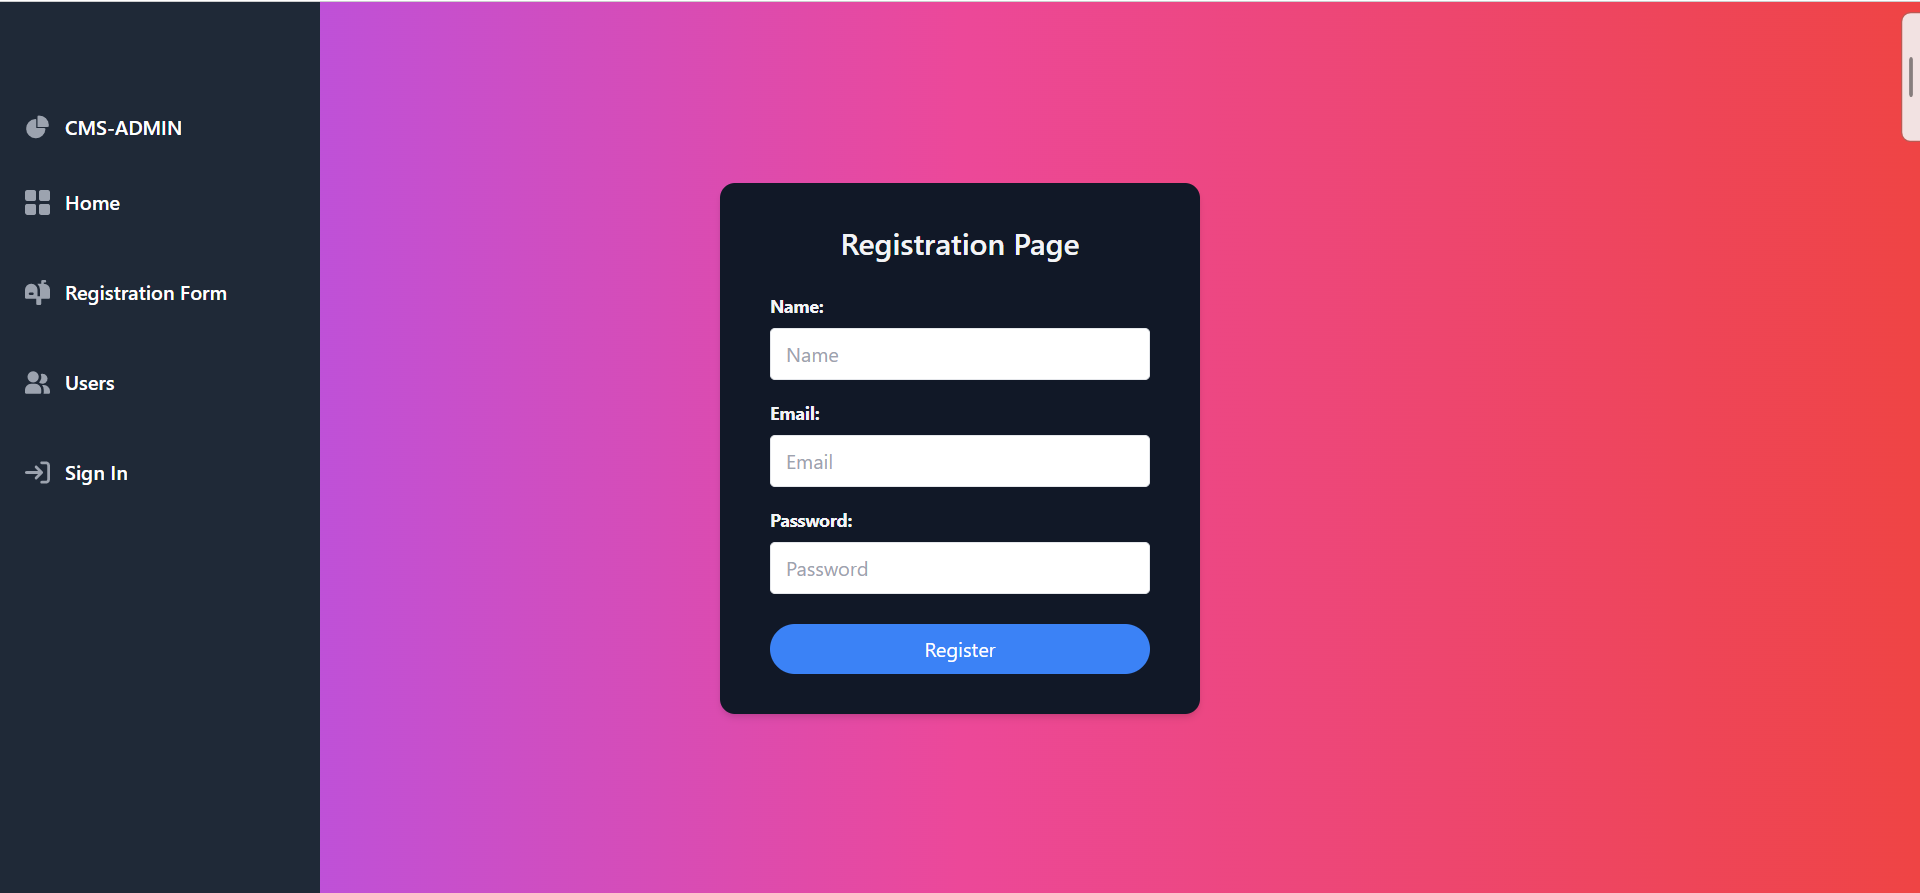 CMS-ADMIN
Home
Registration Form
Users
Sign In
Registration Page
Name:
Name
Email:
Email
Password:
Password
Register